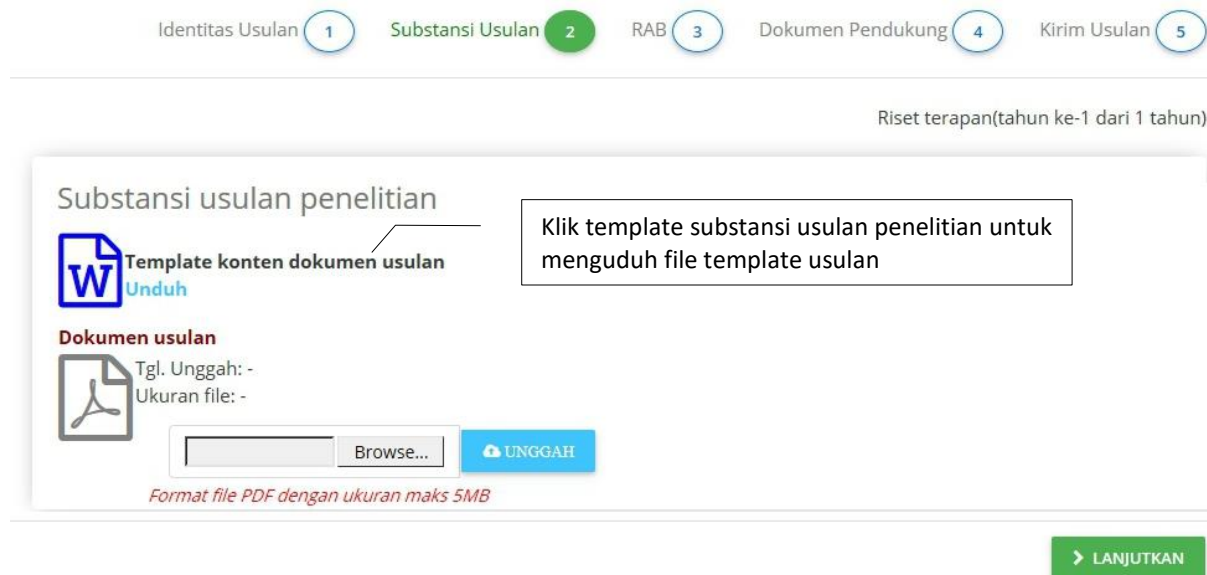 Identitas Usulan 1 Substansi Usulan 2 RAB 3 Dokumen Pendukung 4 Kirim Usulan 5
Riset terapan(tahun ke-1 dari 1 tahun)
Substansi usulan penelitian
Klik template substansi usulan penelitian untuk
menguduh file template usulan
W Template konten dokumen usulan
Unduh
Dokumen usulan
Tgl. Unggah: -
Ukuran file: -
Browse... UNGGAH
Format file PDF dengan ukuran maks 5MB
LANJUTKAN